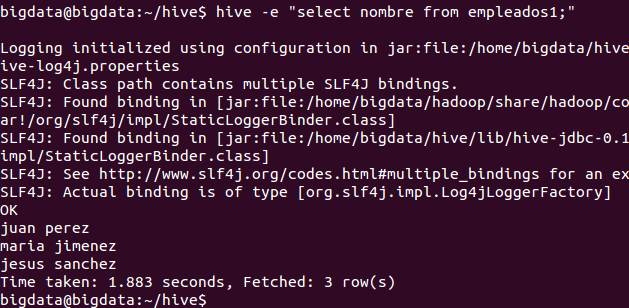 bigdata@bigdata:~/hive$ hive -e "select nombre from empleados1;"
Logging initialized using configuration in jar:file:/home/bigdata/hive
ive-log4j.properties
SLF4J: Class path contains multiple SLF4J bindings.
SLF4J: Found binding in [jar:file:/home/bigdata/hadoop/share/hadoop/co
ar!/org/slf4j/impl/StaticLoggerBinder.class]
SLF4J: Found binding in [jar:file:/home/bigdata/hive/lib/hive-jdbc-0.1
impl/StaticLoggerBinder.class]
SLF4J: See http://www.slf4j.org/codes.html#multiple_bindings for an ex
SLF4J: Actual binding is of type [org.slf4j.impl.Log4jLoggerFactory]
OK
juan perez
maria jimenez
jesus sanchez
Time taken: 1.883 seconds, Fetched: 3 row(s)
bigdata@bigdata:~/hive$